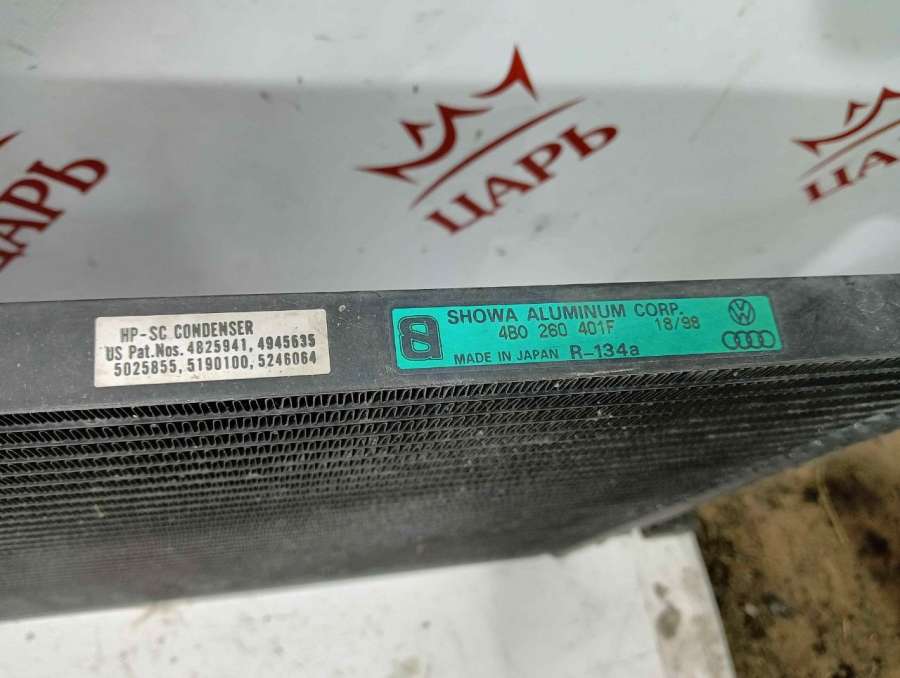 ЦАРЬ
ЦАРЬ
ЦАРЬ
HP-SC CONDENSER
US Pat.Nos. 4825941, 4945635
5025855, 5190100, 5246064
SHOWA ALUMINUM CORP.
4B0 260 401F 18/98
MADE IN JAPAN R-134a